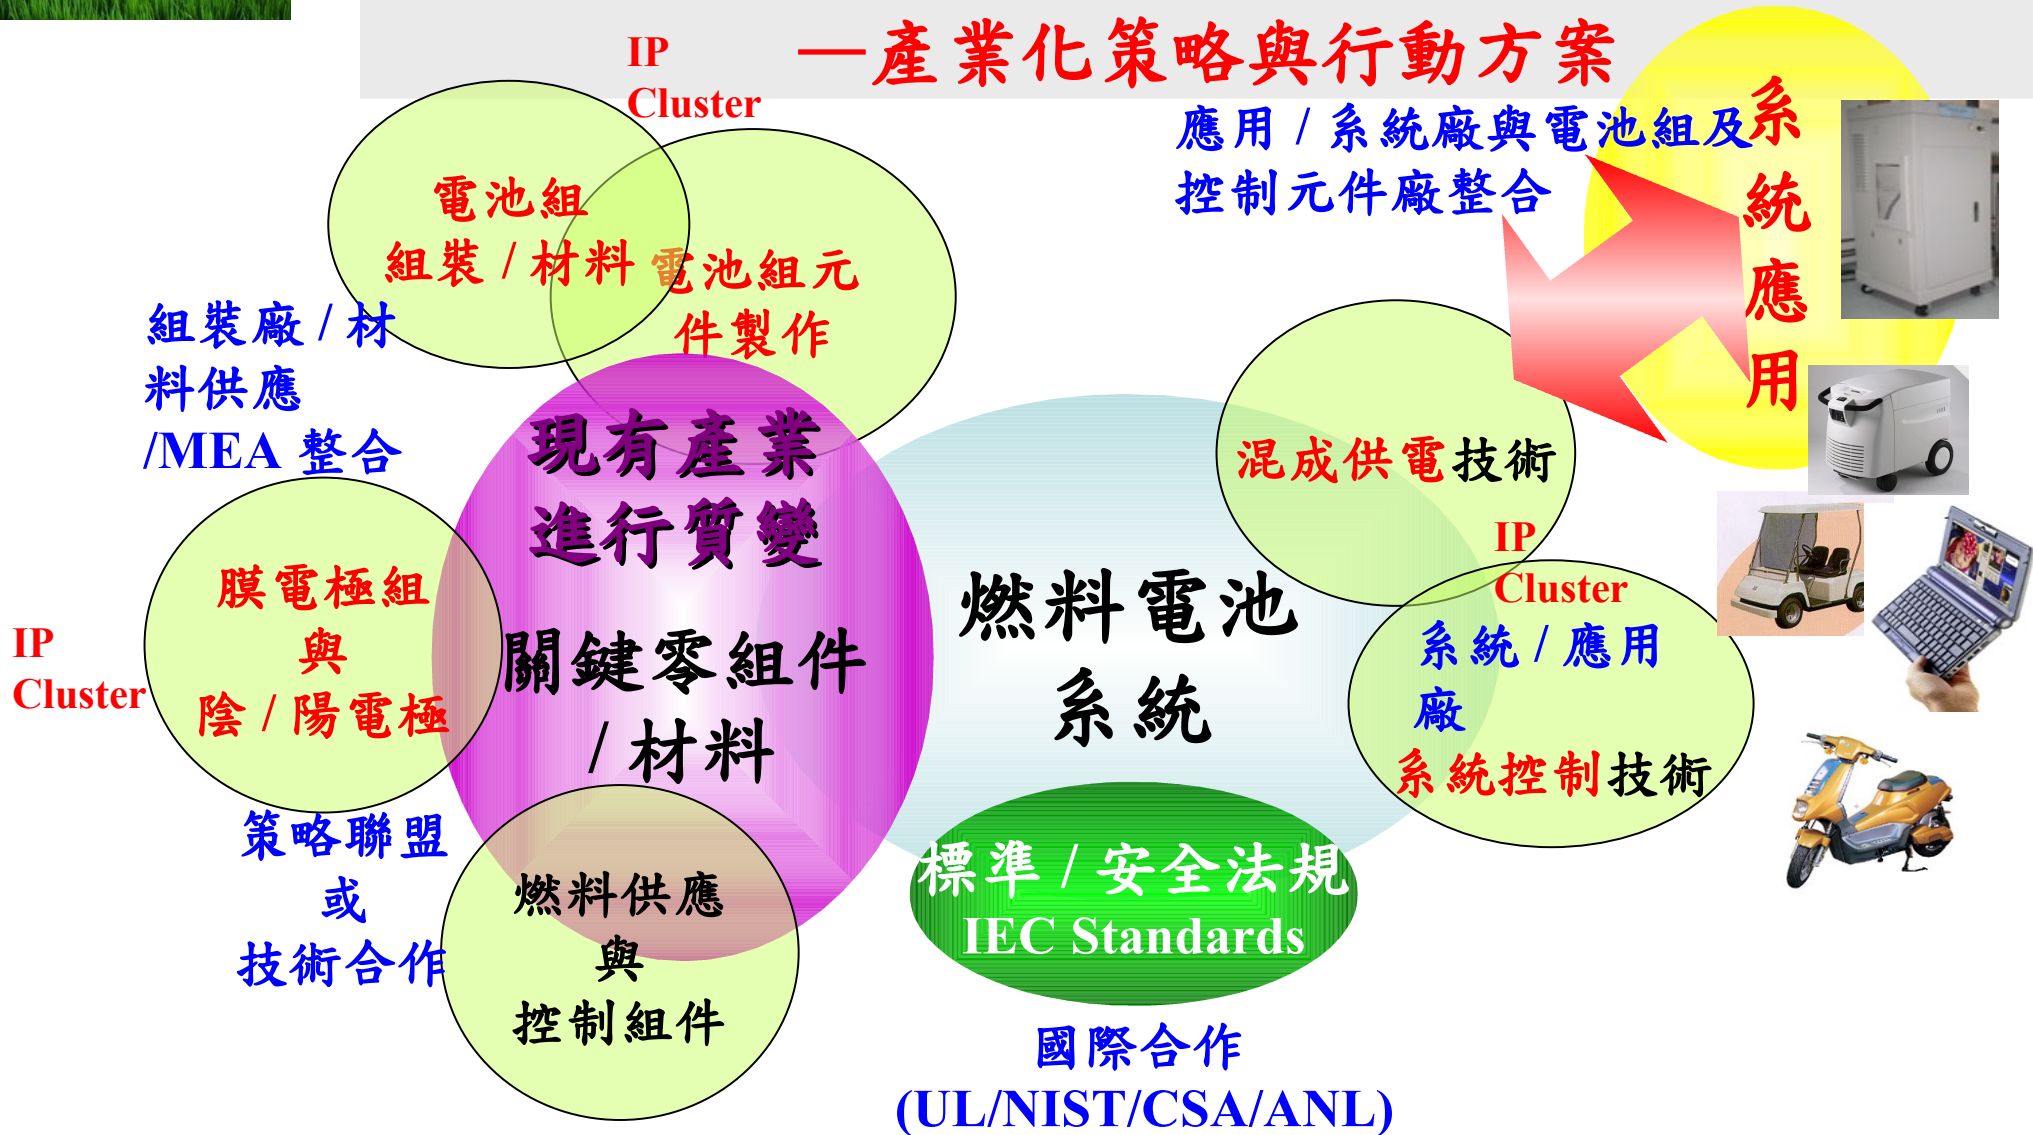 —產業化策略與行動方案
IP
Cluster
電池組
組裝 / 材料
電池組元
件製作
應用 / 系統廠與電池組及
控制元件廠整合
系
統
應
用
組裝廠 / 材
料供應
/MEA 整合
現有產業
進行質變
關鍵零組件
/ 材料
混成供電技術
燃料電池
系統
IP
Cluster
系統 / 應用
廠
系統控制技術
IP
Cluster
膜電極組
與
陰 / 陽電極
策略聯盟
或
技術合作
燃料供應
與
控制組件
標準 / 安全法規
IEC Standards
國際合作
(UL/NIST/CSA/ANL)